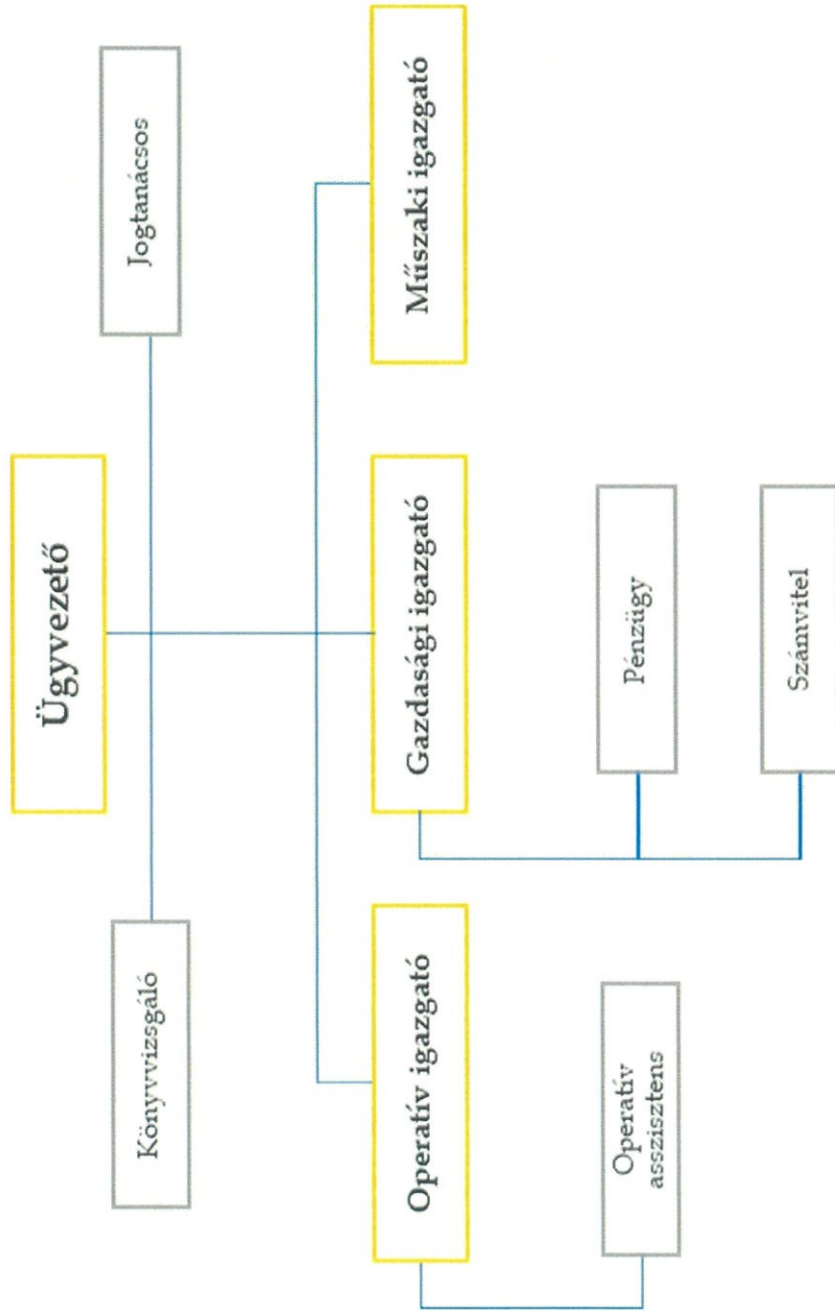 Ügyvezető
Könyvvizsgáló
Jogtanácsos
Operatív igazgató
Gazdasági igazgató
Műszaki igazgató
Operatív
asszisztens
Pénzügy
Számvitel